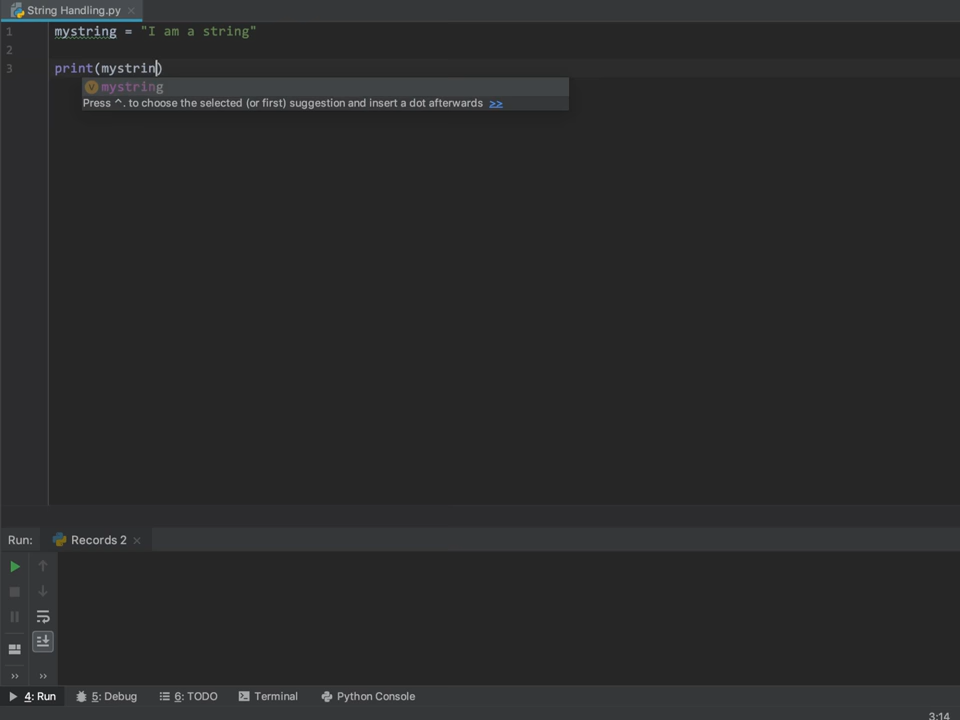 String Handling.py
1 mystring = "I am a string"
2
3 print(mystrin)
V mystring
Press ^. to choose the selected (or first) suggestion and insert a dot afterwards >>
Run: Records 2
4: Run 5: Debug 6: TODO Terminal Python Console
3:14